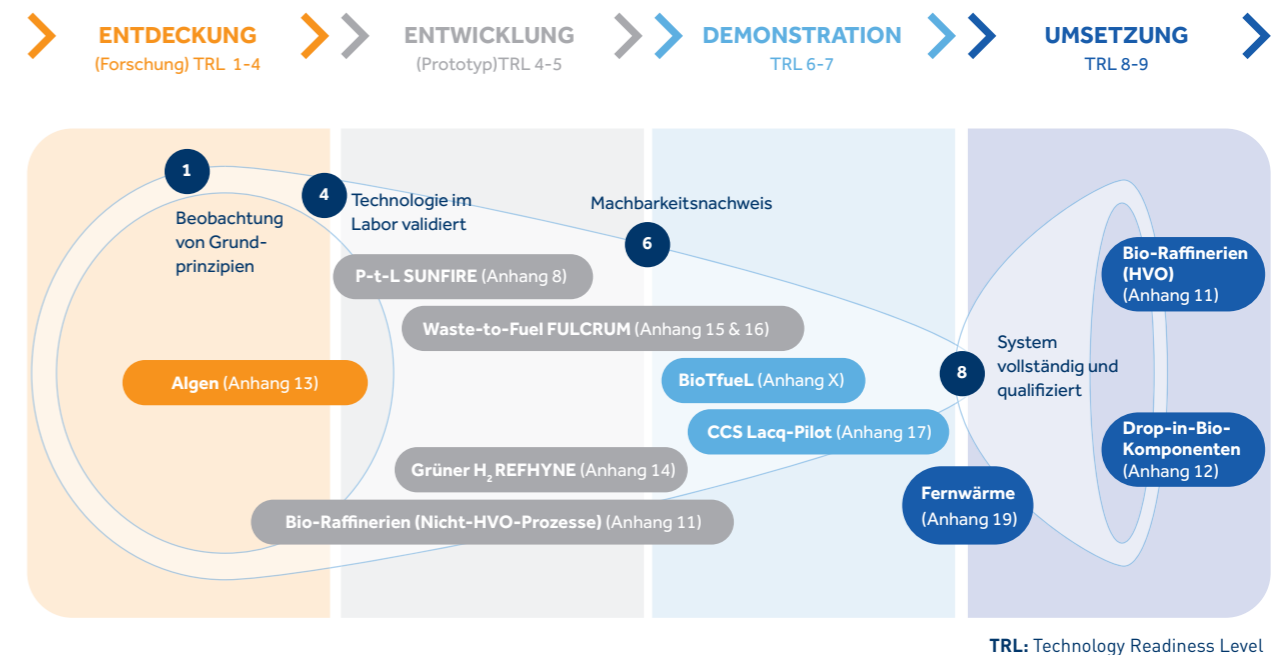 ENTDECKUNG
(Forschung) TRL 1-4
ENTWICKLUNG
(Prototyp)TRL 4-5
DEMONSTRATION
TRL 6-7
UMSETZUNG
TRL 8-9
1
Beobachtung
von Grund-
prinzipien
4
Technologie im
Labor validiert
Machbarkeitsnachweis
6
P-t-L SUNFIRE (Anhang 8)
Waste-to-Fuel FULCRUM (Anhang 15 & 16)
Algen (Anhang 13)
BioTfueL (Anhang X)
CCS Lacq-Pilot (Anhang 17)
Grüner H₂ REFHYNE (Anhang 14)
Bio-Raffinerien (Nicht-HVO-Prozesse) (Anhang 11)
8
System
vollständig und
qualifiziert
Fernwärme
(Anhang 19)
Bio-Raffinerien
(HVO)
(Anhang 11)
Drop-in-Bio-
Komponenten
(Anhang 12)
TRL: Technology Readiness Level